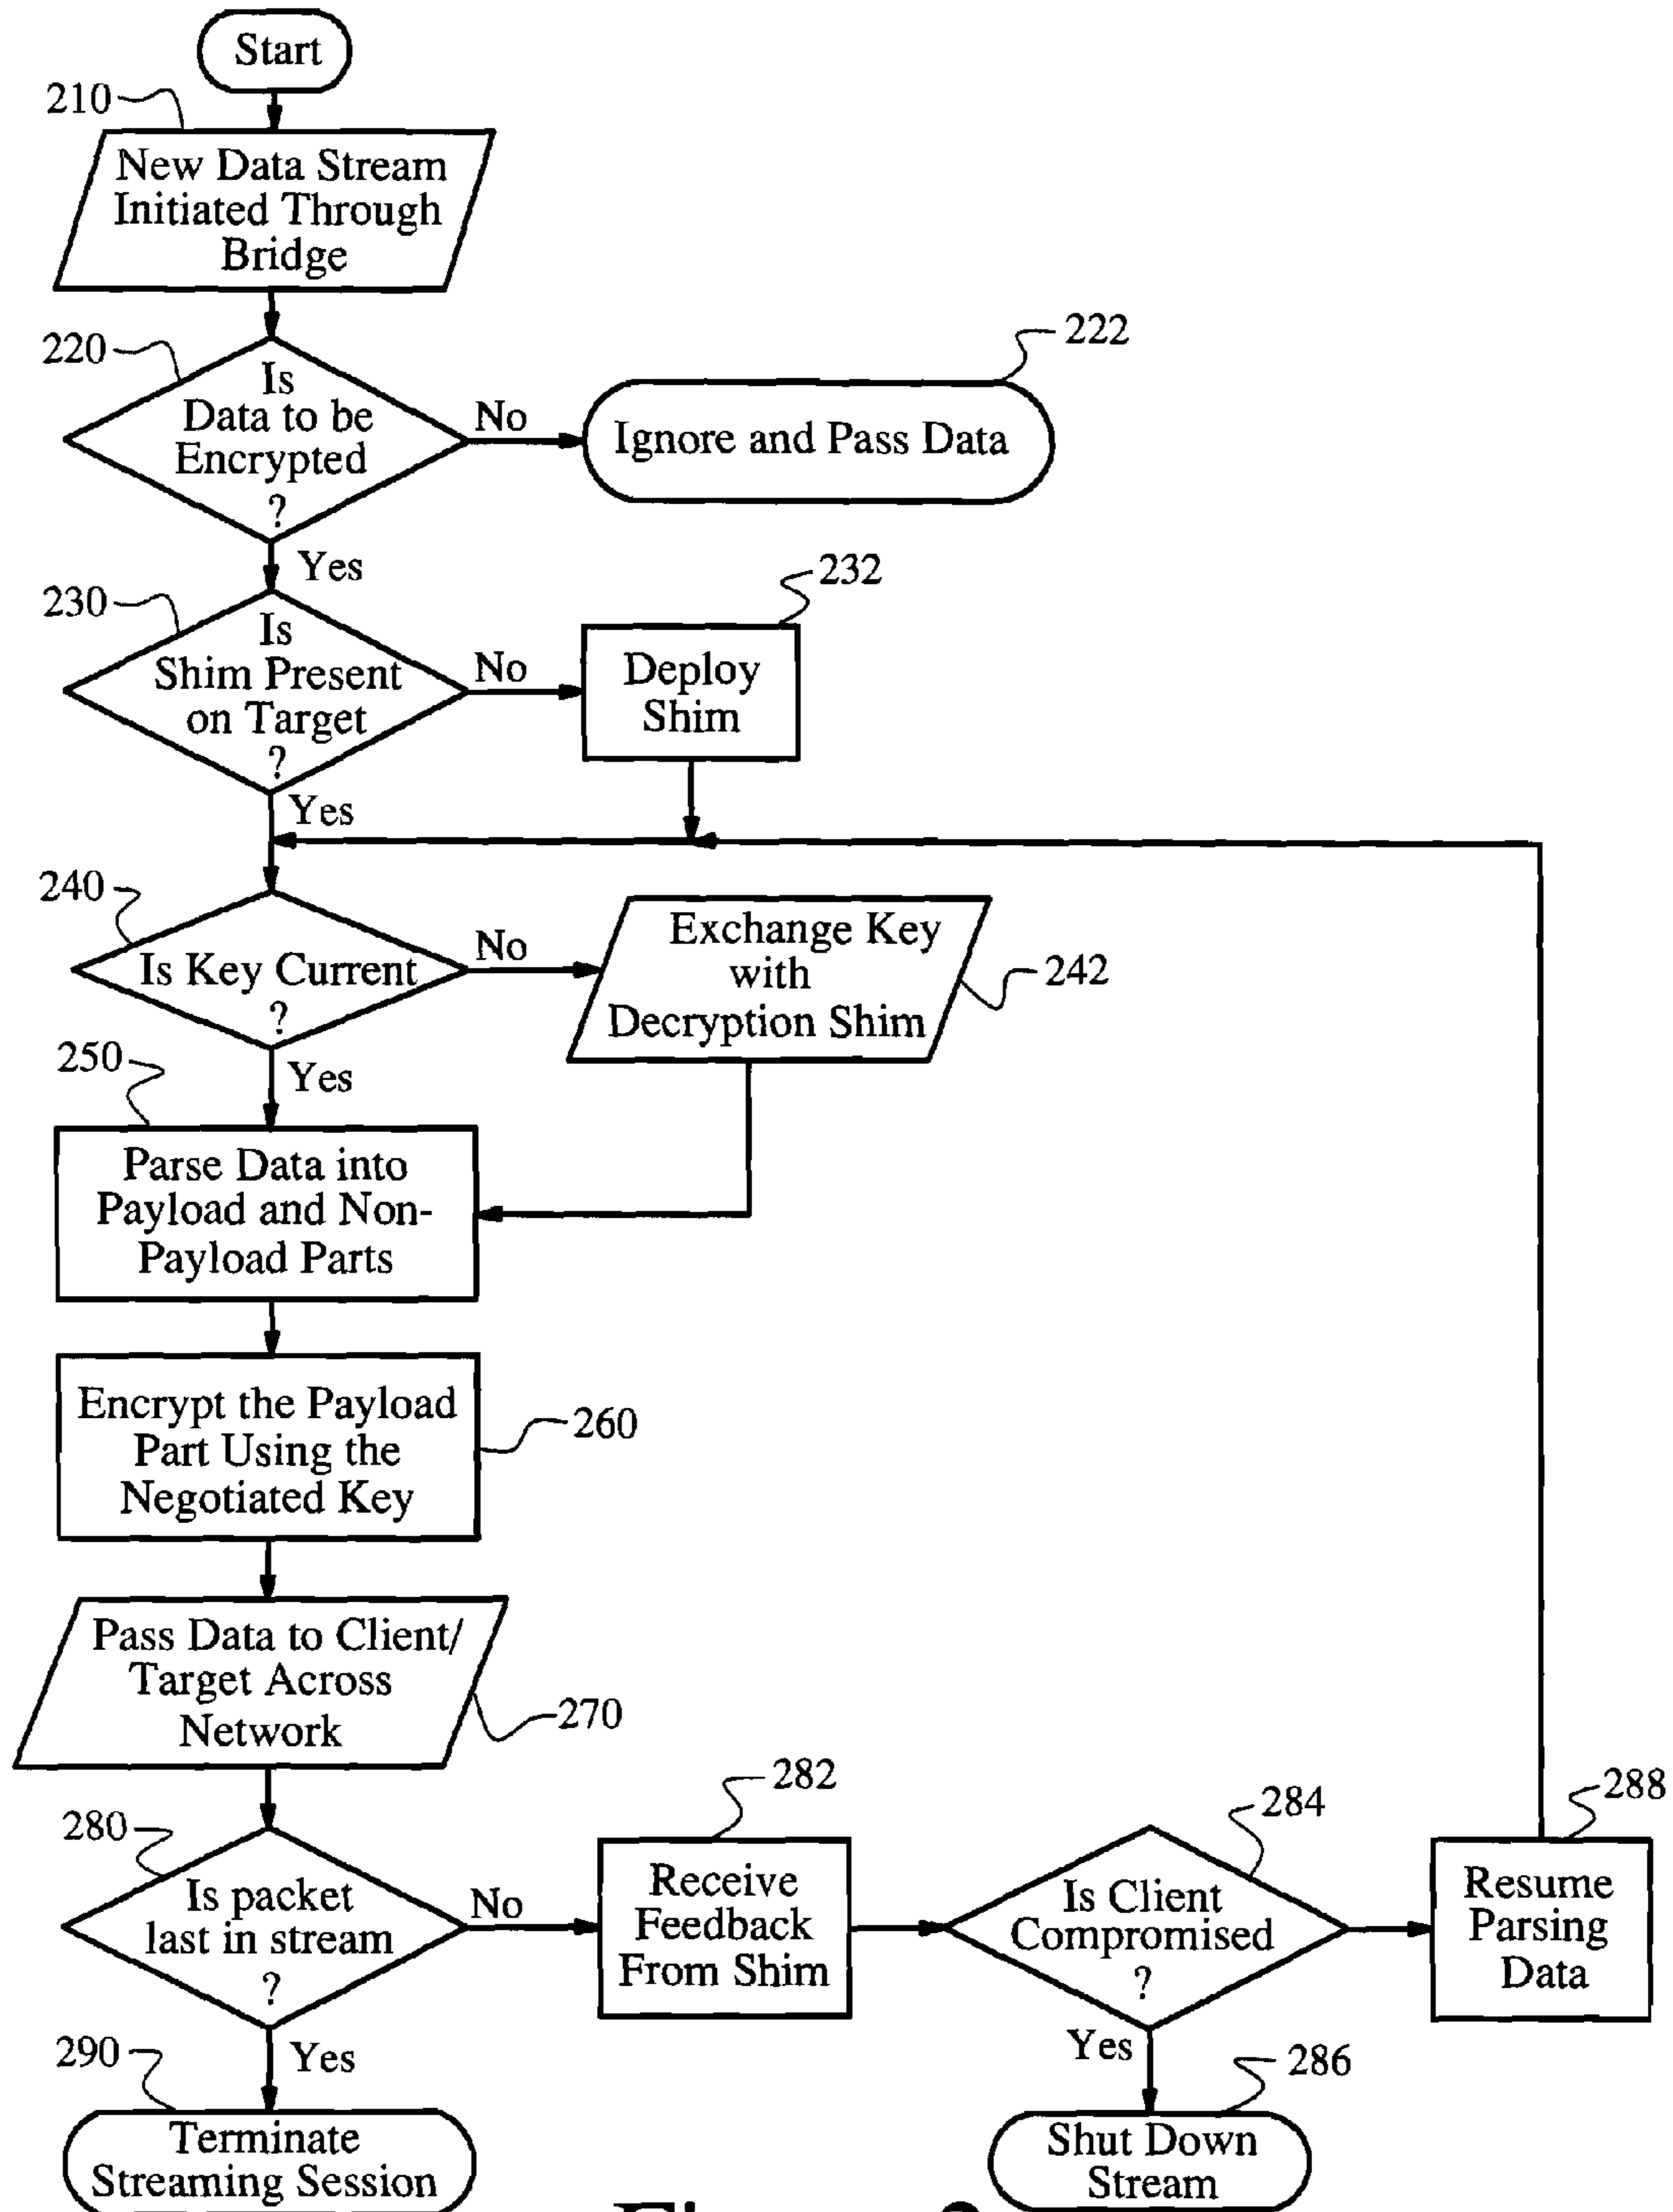 Start
210
New Data Stream
Initiated Through
Bridge
220
Is
Data to be
Encrypted
?
No
222
Ignore and Pass Data
Yes
230
Is
Shim Present
on Target
?
No
232
Deploy
Shim
Yes
240
Is Key Current
?
No
Exchange Key
with
Decryption Shim
242
Yes
250
Parse Data into
Payload and Non-
Payload Parts
Encrypt the Payload
Part Using the
Negotiated Key
260
Pass Data to Client/
Target Across
Network
270
280
Is packet
last in stream
?
No
282
Receive
Feedback
From Shim
284
Is Client
Compromised
?
288
Resume
Parsing
Data
Yes
290
Terminate
Streaming Session
Yes
286
Shut Down
Stream